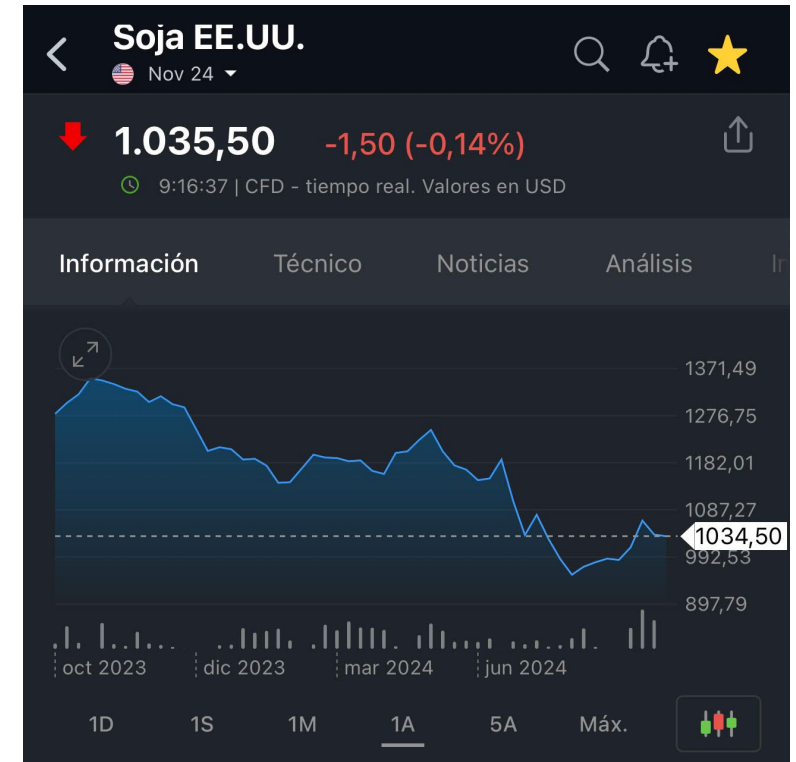 Soja EE.UU.
Nov 24
1.035,50 -1,50 (-0,14%)
9:16:37 | CFD - tiempo real. Valores en USD
Información Técnico Noticias Análisis
1371,49
1276,75
1182,01
1087,27
1034,50
992,53
897,79
oct 2023 dic 2023 mar 2024 jun 2024
1D 1S 1M 1A 5A Máx.